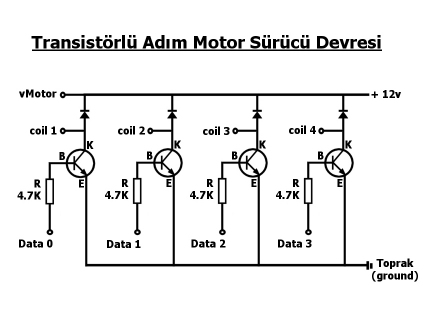 Transistörlü Adım Motor Sürücü Devresi
vMotor
+ 12v
coil 1
coil 2
coil 3
coil 4
K
K
K
K
B
B
B
B
E
E
E
E
R
4.7K
R
4.7K
R
4.7K
R
4.7K
Data 0
Data 1
Data 2
Data 3
Toprak
(ground)